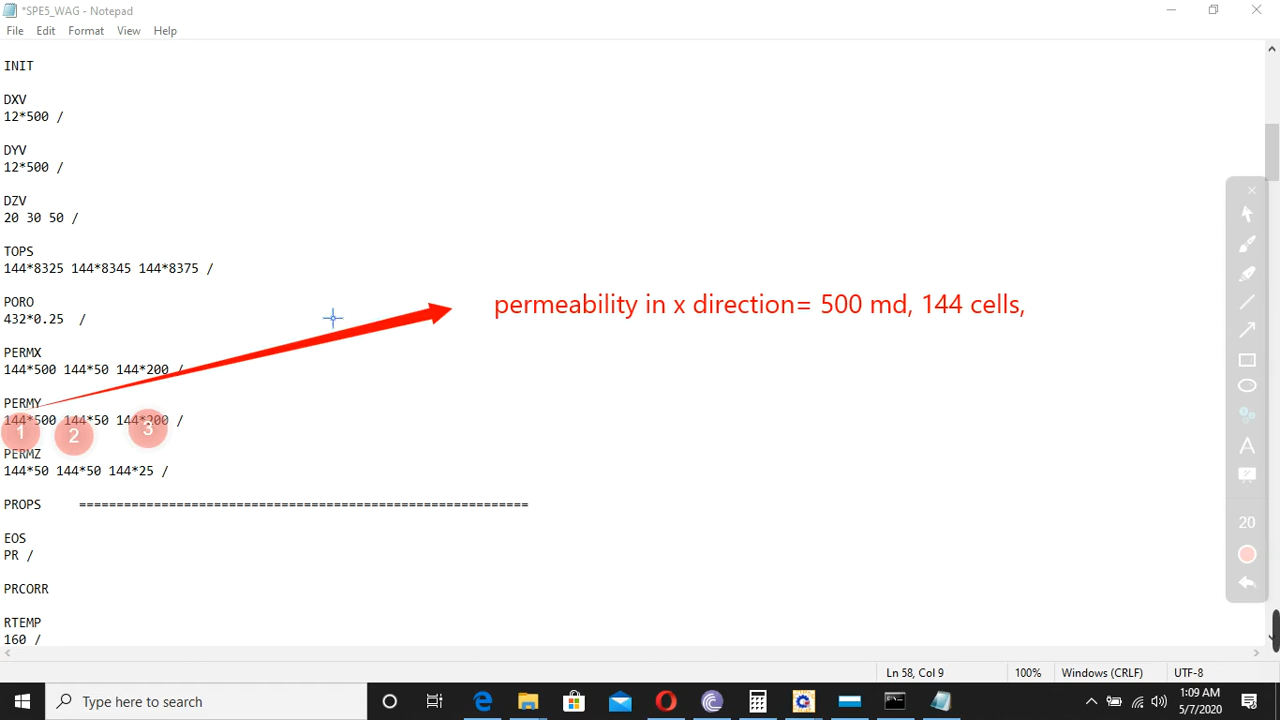 *SPE5_WAG - Notepad
File Edit Format View Help
INIT
DXV
12*500 /
DYV
12*500 /
DZV
20 30 50 /
TOPS
144*8325 144*8345 144*8375 /
PORO
432*0.25 /
permeability in x direction= 500 md, 144 cells,
PERMX
144*500 144*50 144*200 /
PERMY
144*500 144*50 144*200 /
1 2 3
PERMZ
144*50 144*50 144*25 /
PROPS ============================================================
EOS
PR /
PRCORR
RTEMP
160 /
A
20
Ln 58, Col 9 100% Windows (CRLF) UTF-8
Type here to search
1:09 AM
5/7/2020